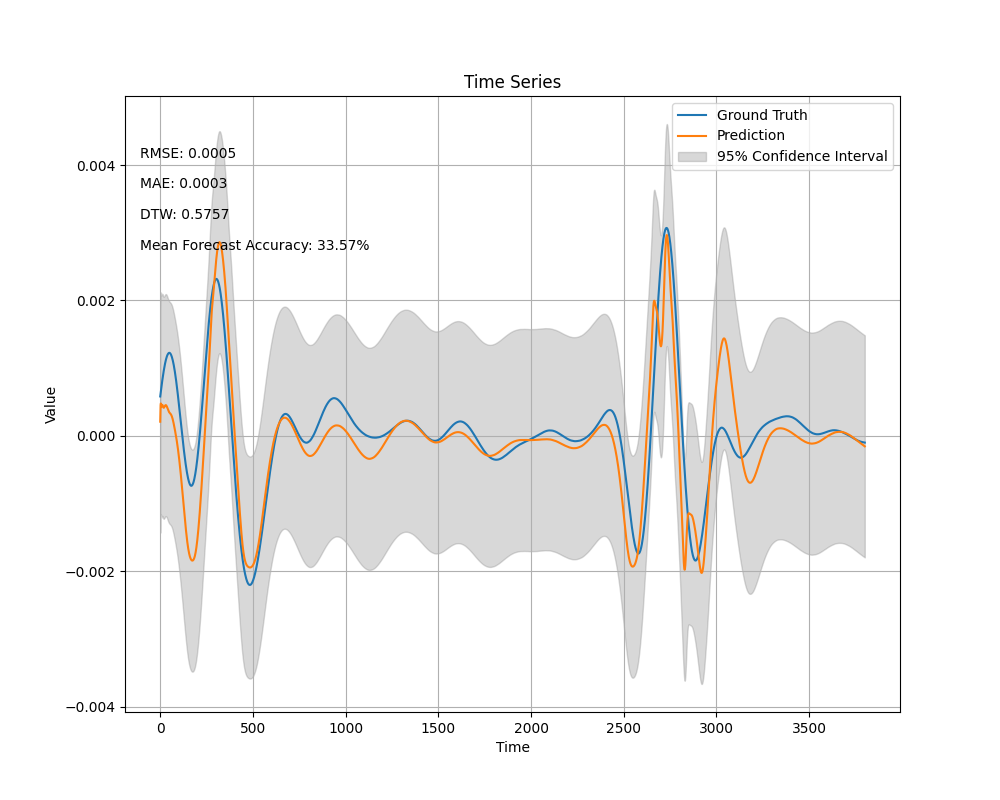 Time Series
Ground Truth
Prediction
95% Confidence Interval
RMSE: 0.0005
MAE: 0.0003
DTW: 0.5757
Mean Forecast Accuracy: 33.57%
Value
0.004
0.002
0.000
−0.002
−0.004
0 500 1000 1500 2000 2500 3000 3500
Time